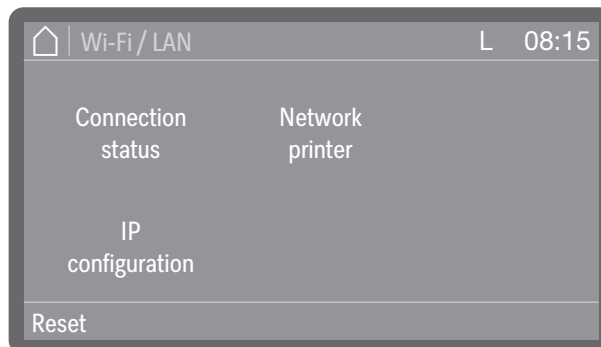 Wi-Fi / LAN L 08:15
Connection
status
Network
printer
IP
configuration
Reset